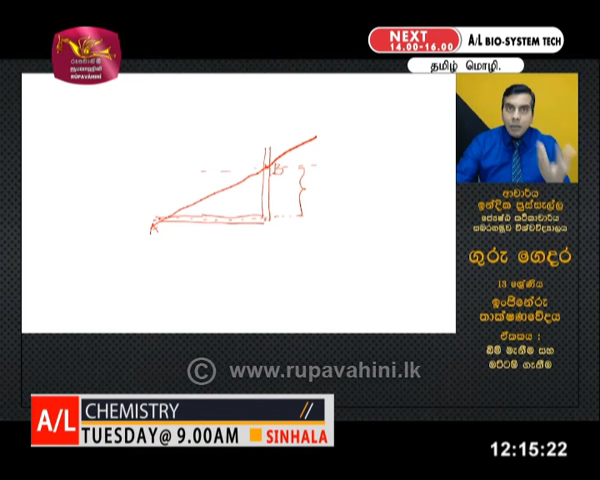 NEXT
14.00-16.00
A/L BIO-SYSTEM TECH
தமிழ் மொழி.
RUPAVAHINI
B
A
ආචාර්ය
ඉන්දික පුස්සැල්ල
ජ්‍යෙෂ්ඨ කථිකාචාර්ය
සබරගමුව විශ්වවිද්‍යාලය
ගුරු ගෙදර
13 ශ්‍රේණිය
ඉංජිනේරු
තාක්ෂණවේදය
ඒකකය :
බිම් මැනීම සහ
මට්ටම් ගැනීම
© www.rupavahini.lk
A/L
CHEMISTRY //
TUESDAY@ 9.00AM
SINHALA
12:15:22